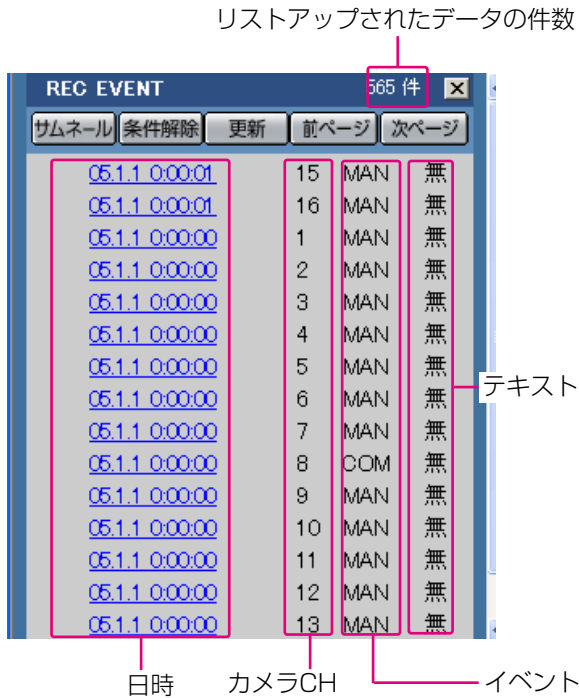 リストアップされたデータの件数
REC EVENT 565 件
サムネール 条件解除 更新 前ページ 次ページ
05.1.1 0:00:01 15 MAN 無
05.1.1 0:00:01 16 MAN 無
05.1.1 0:00:00 1 MAN 無
05.1.1 0:00:00 2 MAN 無
05.1.1 0:00:00 3 MAN 無
05.1.1 0:00:00 4 MAN 無
05.1.1 0:00:00 5 MAN 無
05.1.1 0:00:00 6 MAN 無
05.1.1 0:00:00 7 MAN 無
05.1.1 0:00:00 8 COM 無
05.1.1 0:00:00 9 MAN 無
05.1.1 0:00:00 10 MAN 無
05.1.1 0:00:00 11 MAN 無
05.1.1 0:00:00 12 MAN 無
05.1.1 0:00:00 13 MAN 無
テキスト
日時 カメラCH イベント